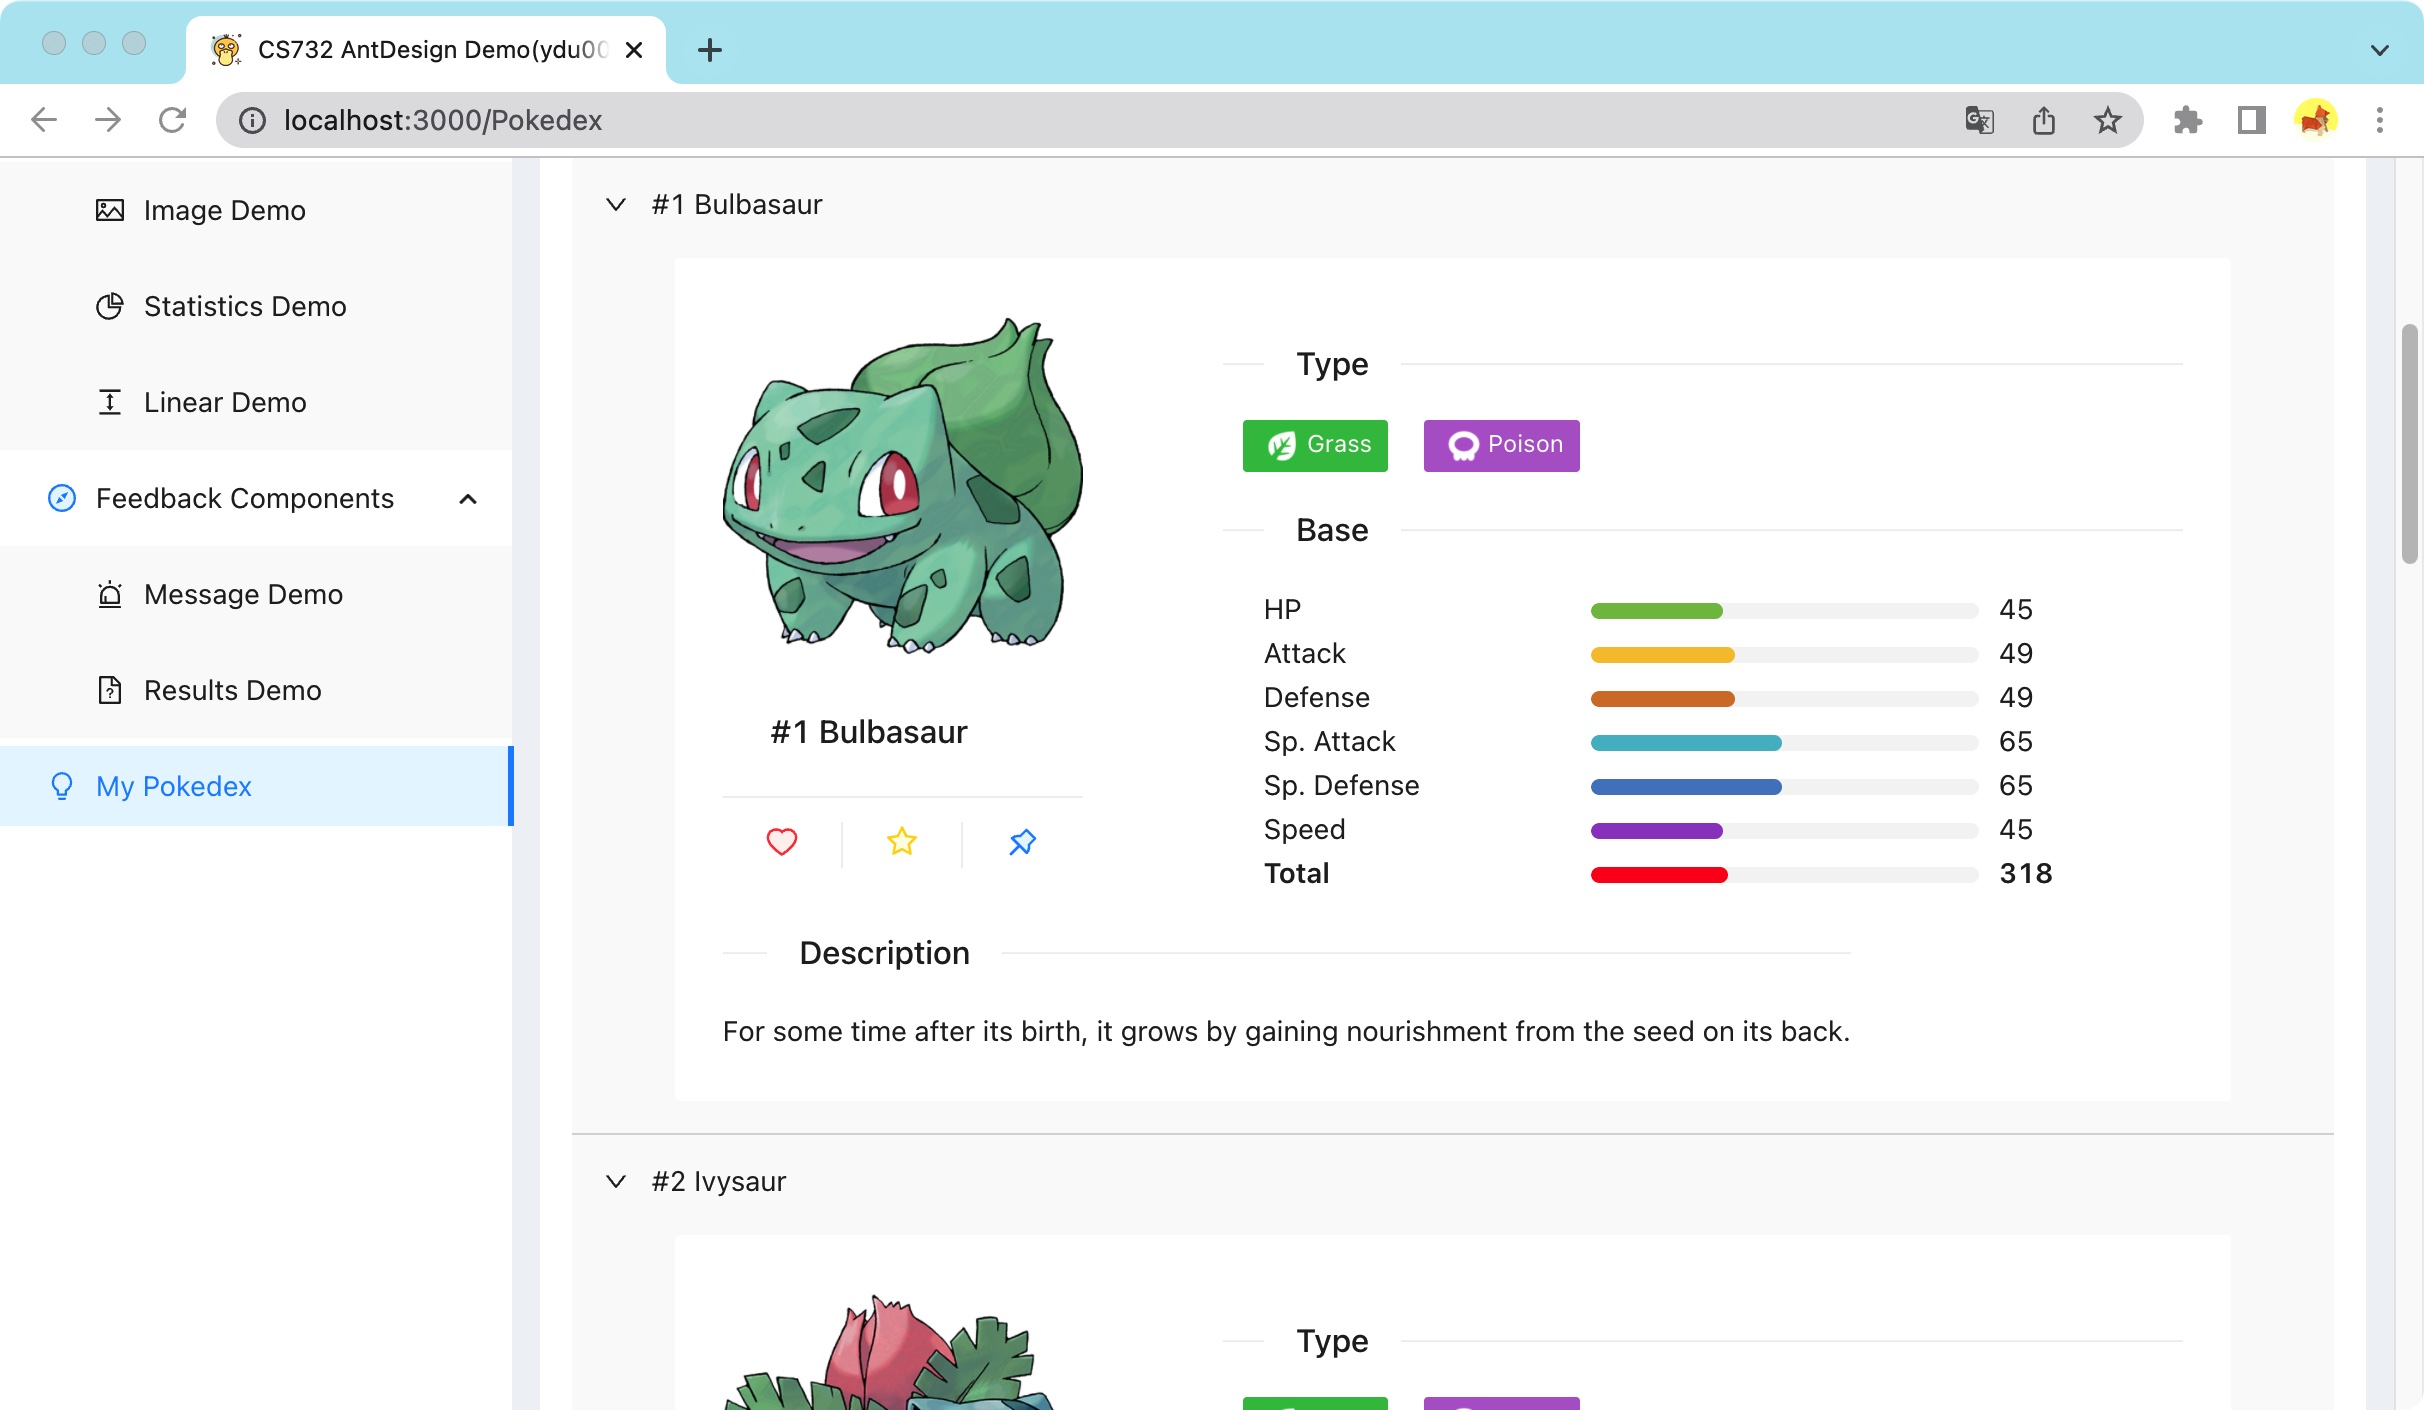 CS732 AntDesign Demo(ydu00
localhost:3000/Pokedex
Image Demo
Statistics Demo
Linear Demo
Feedback Components
Message Demo
Results Demo
My Pokedex
#1 Bulbasaur
#1 Bulbasaur
Type
Grass Poison
Base
HP 45
Attack 49
Defense 49
Sp. Attack 65
Sp. Defense 65
Speed 45
Total 318
Description
For some time after its birth, it grows by gaining nourishment from the seed on its back.
#2 Ivysaur
Type